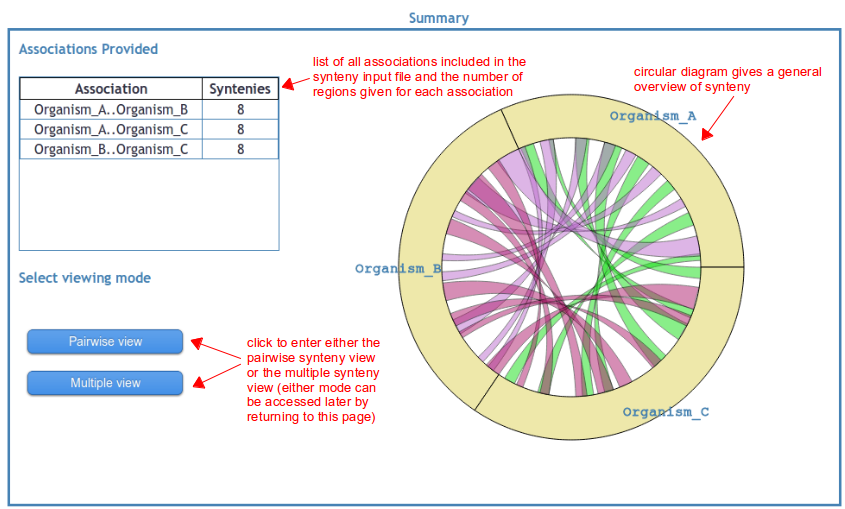 Summary
Associations Provided
list of all associations included in the
synteny input file and the number of
regions given for each association
circular diagram gives a general
overview of synteny
Association Syntenies
Organism_A..Organism_B 8
Organism_A..Organism_C 8
Organism_B..Organism_C 8
Organism_A
Organism_B
Organism_C
Select viewing mode
Pairwise view
Multiple view
click to enter either the
pairwise synteny view
or the multiple synteny
view (either mode can
be accessed later by
returning to this page)